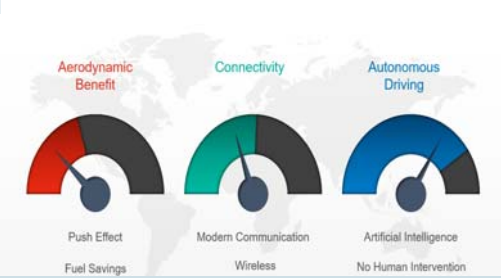 Aerodynamic
Benefit
Connectivity
Autonomous
Driving
Push Effect
Modern Communication
Artificial Intelligence
Fuel Savings
Wireless
No Human Intervention